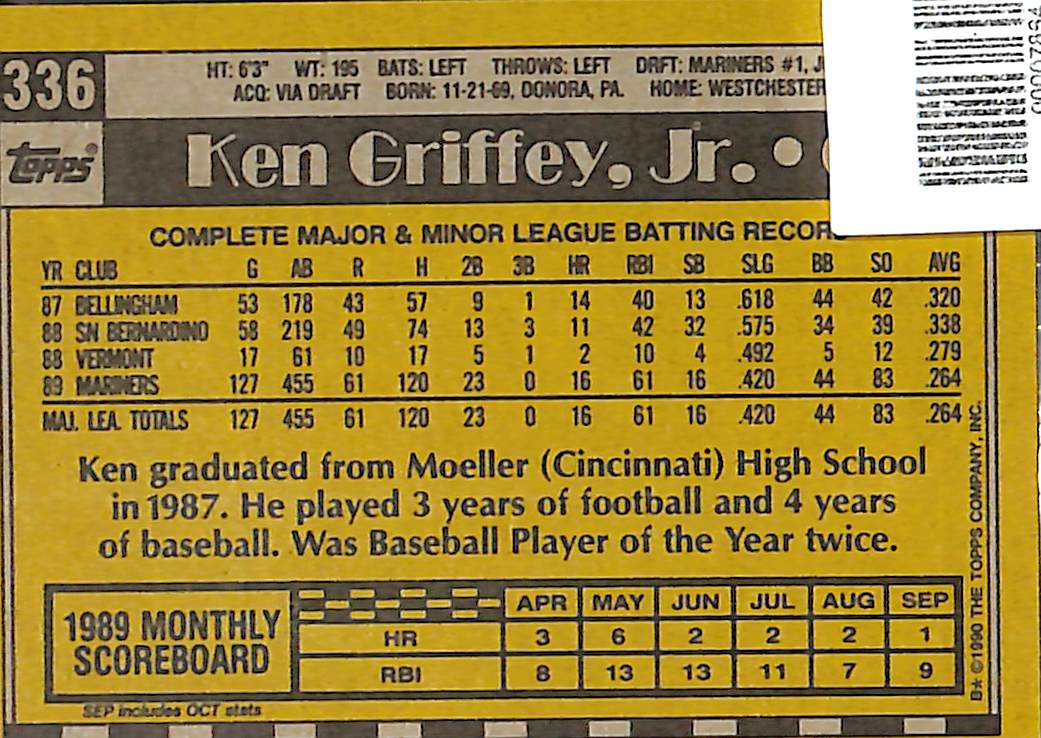 336
HT: 6'3" WT: 195 BATS: LEFT THROWS: LEFT DRFT: MARINERS #1, J
ACQ: VIA DRAFT BORN: 11-21-69, DONORA, PA. HOME: WESTCHESTER
topps
Ken Griffey, Jr. •
COMPLETE MAJOR & MINOR LEAGUE BATTING RECOR
YR CLUB G AB R H 2B 3B HR RBI SB SLG BB SO AVG
87 BELLINGHAM 53 178 43 57 9 1 14 40 13 .618 44 42 .320
88 SN BERNARDINO 58 219 49 74 13 3 11 42 32 .575 34 39 .338
88 VERMONT 17 61 10 17 5 1 2 10 4 .492 5 12 .279
89 MARINERS 127 455 61 120 23 0 16 61 16 .420 44 83 .264
MAJ. LEA. TOTALS 127 455 61 120 23 0 16 61 16 .420 44 83 .264
Ken graduated from Moeller (Cincinnati) High School
in 1987. He played 3 years of football and 4 years
of baseball. Was Baseball Player of the Year twice.
1989 MONTHLY
SCOREBOARD
APR MAY JUN JUL AUG SEP
HR 3 6 2 2 2 1
RBI 8 13 13 11 7 9
SEP includes OCT stats
B* ©1990 THE TOPPS COMPANY, INC.